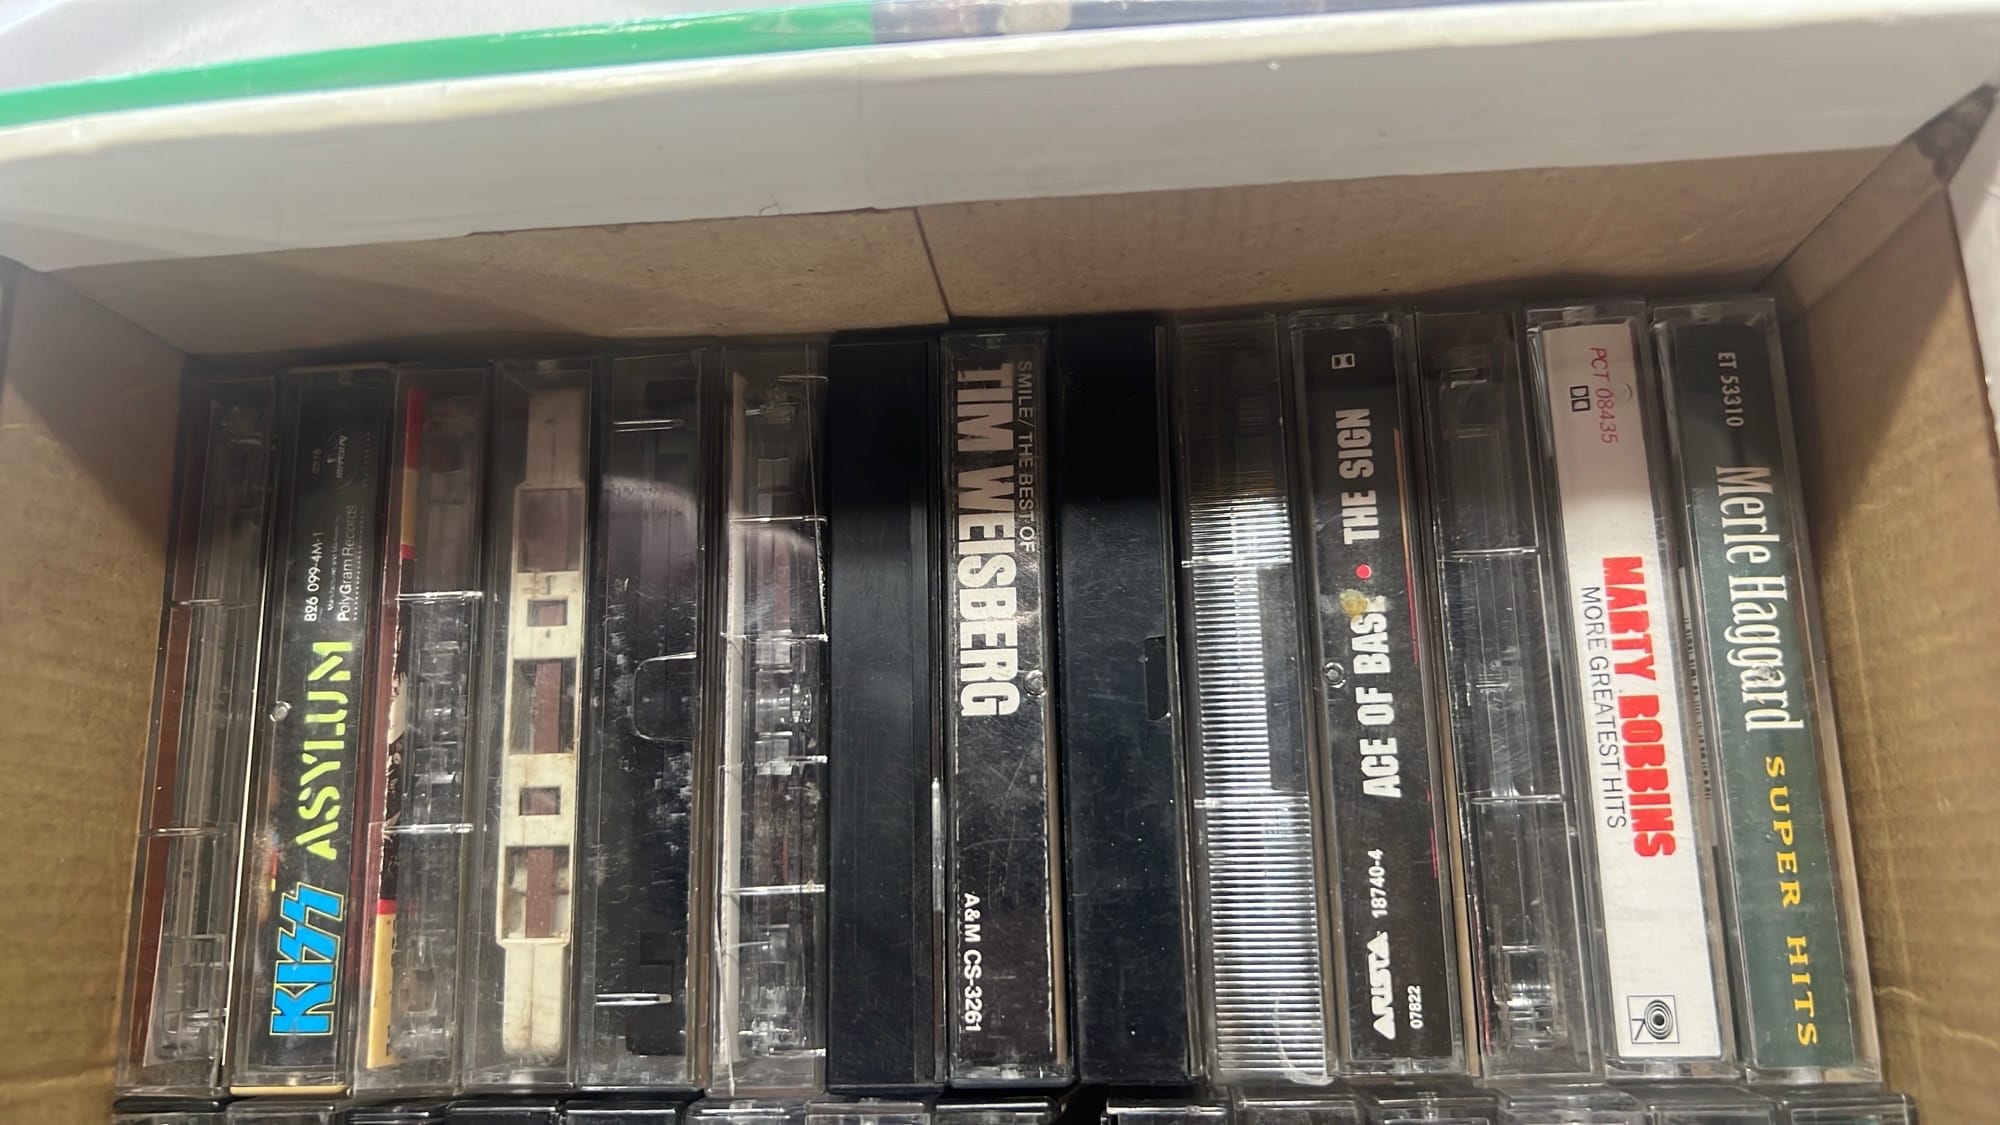 KISS ASYLUM
826 099-4M-1
PolyGram Records
SMILE/THE BEST OF
TIM WEISBERG
A&M CS-3261
ACE OF BASE • THE SIGN
ARISTA 18740-4
07822
PCT 08435
MARTY ROBBINS
MORE GREATEST HITS
ET 53310
Merle Haggard SUPER HITS